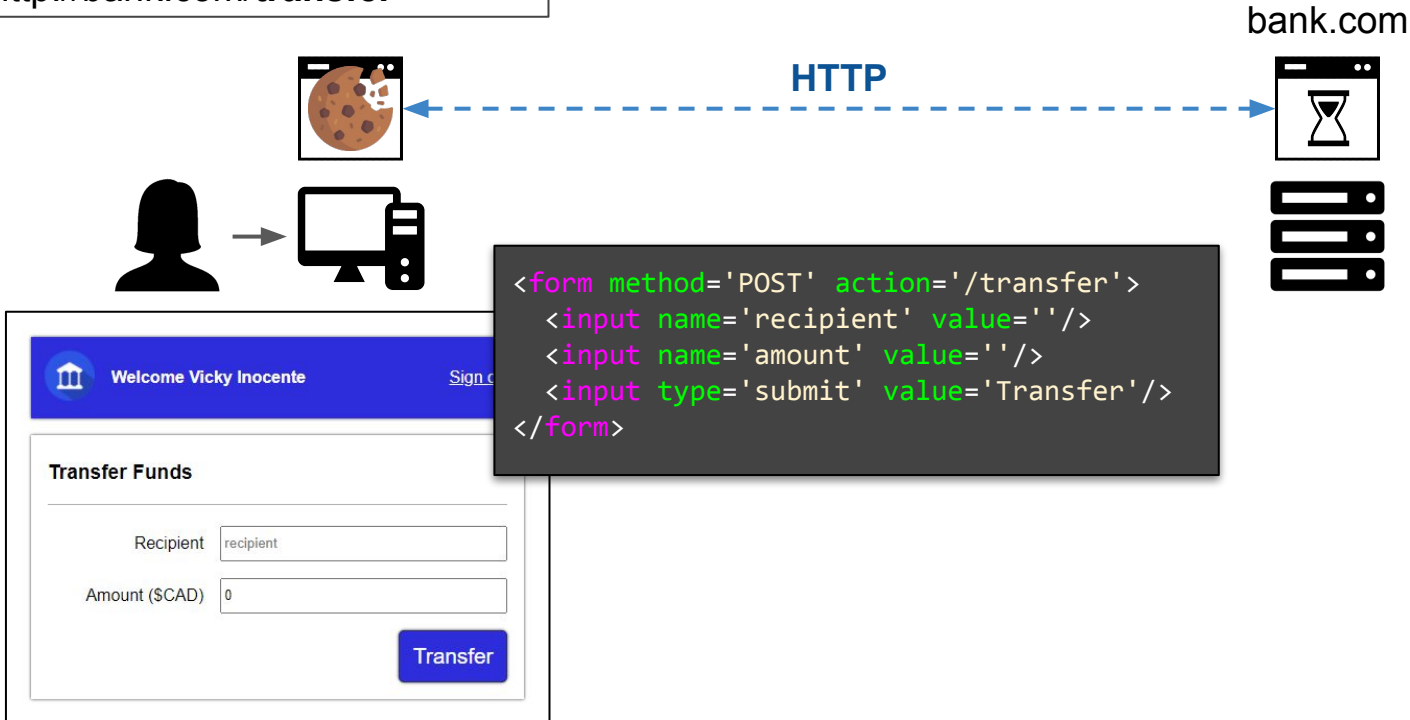 bank.com
HTTP
<form method='POST' action='/transfer'>
<input name='recipient' value=''/>
<input name='amount' value=''/>
<input type='submit' value='Transfer'/>
</form>
Welcome Vicky Inocente
Sign
Transfer Funds
Recipient recipient
Amount ($CAD) 0
Transfer